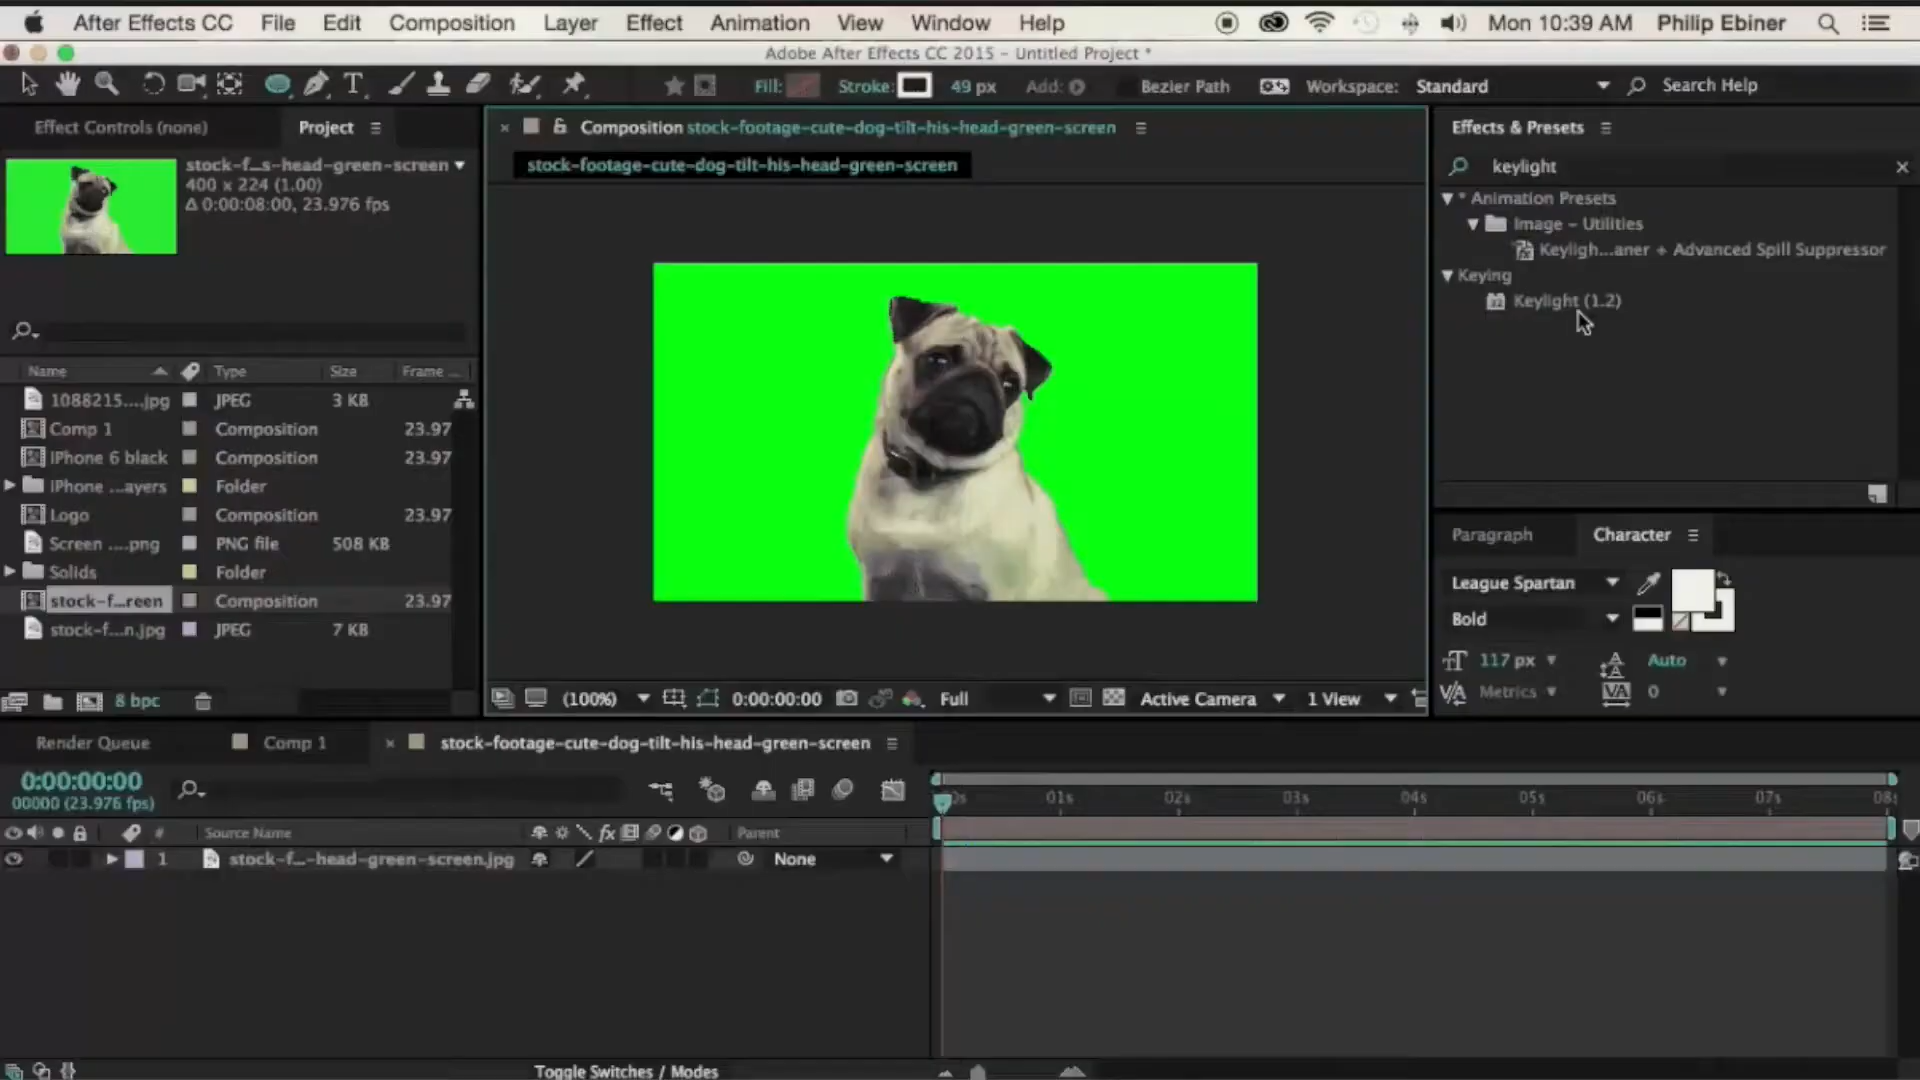 After Effects CC File Edit Composition Layer Effect Animation View Window Help Mon 10:39 AM Philip Ebiner
Adobe After Effects CC 2015 – Untitled Project *
Fill: Stroke: 49 px Add: Bezier Path Workspace: Standard Search Help
Effect Controls (none) Project
stock-f...s-head-green-screen
400 x 224 (1.00)
Δ 0:00:08:00, 23.976 fps
Name Type Size Frame ...
1088215....jpg JPEG 3 KB
Comp 1 Composition 23.97
IPhone 6 black Composition 23.97
IPhone ...ayers Folder
Logo Composition 23.97
Screen ....png PNG file 508 KB
Solids Folder
stock-f...reen Composition 23.97
stock-f...n.jpg JPEG 7 KB
8 bpc
Composition stock-footage-cute-dog-tilt-his-head-green-screen
stock-footage-cute-dog-tilt-his-head-green-screen
(100%) 0:00:00:00 Full Active Camera 1 View
Effects & Presets
keylight
* Animation Presets
Image – Utilities
Keyligh...aner + Advanced Spill Suppressor
Keying
Keylight (1.2)
Paragraph Character
League Spartan
Bold
117 px Auto
Metrics 0
Render Queue Comp 1 stock-footage-cute-dog-tilt-his-head-green-screen
0:00:00:00
00000 (23.976 fps)
01s 02s 03s 04s 05s 06s 07s 08s
# Source Name Parent
1 stock-f...-head-green-screen.jpg None
Toggle Switches / Modes